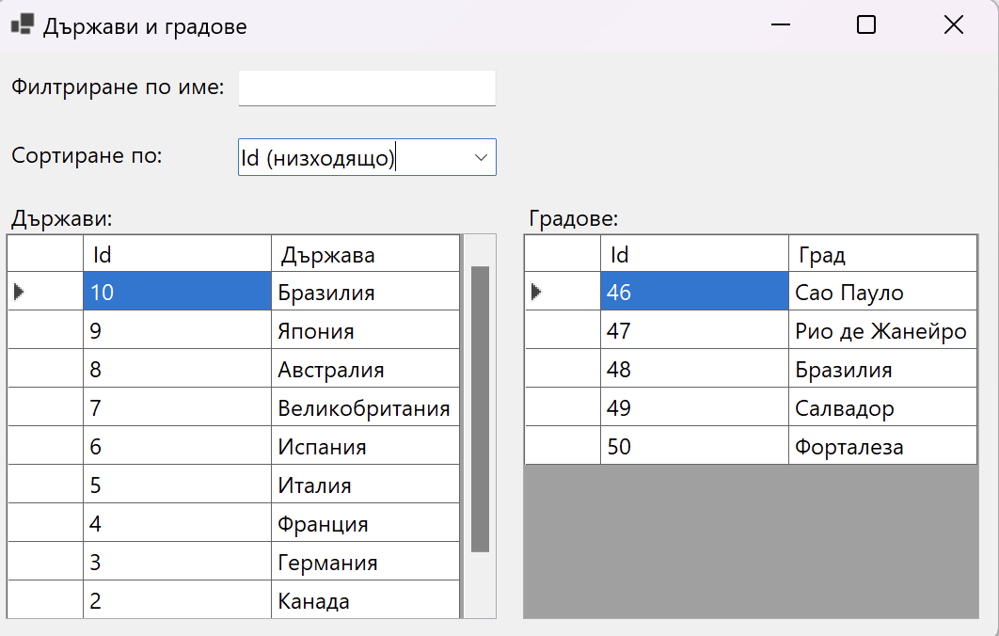 Държави и градове
Филтриране по име:
Сортиране по: Id (низходящо)
Държави:
Id Държава
10 Бразилия
9 Япония
8 Австралия
7 Великобритания
6 Испания
5 Италия
4 Франция
3 Германия
2 Канада
Градове:
Id Град
46 Сао Пауло
47 Рио де Жанейро
48 Бразилия
49 Салвадор
50 Форталеза